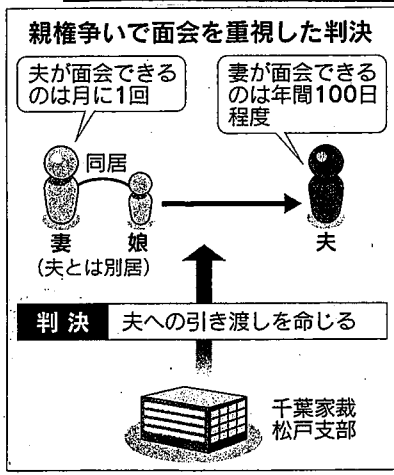 親権争いで面会を重視した判決
夫が面会できる
のは月に1回
妻が面会できる
のは年間100日
程度
同居
妻
娘
夫
(夫とは別居)
判決
夫への引き渡しを命じる
千葉家裁
松戸支部